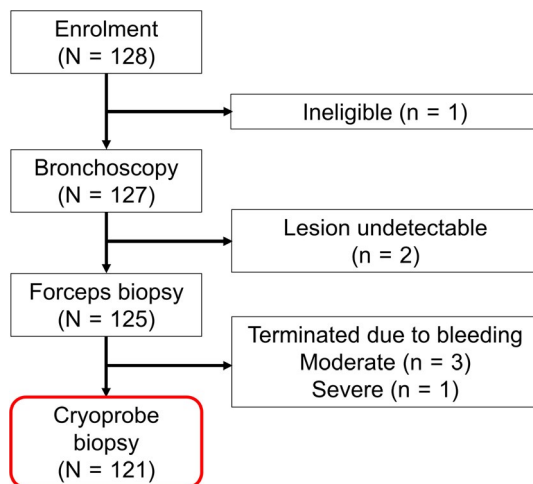 Enrolment
(N = 128)
Ineligible (n = 1)
Bronchoscopy
(N = 127)
Lesion undetectable
(n = 2)
Forceps biopsy
(N = 125)
Terminated due to bleeding
Moderate (n = 3)
Severe (n = 1)
Cryoprobe
biopsy
(N = 121)